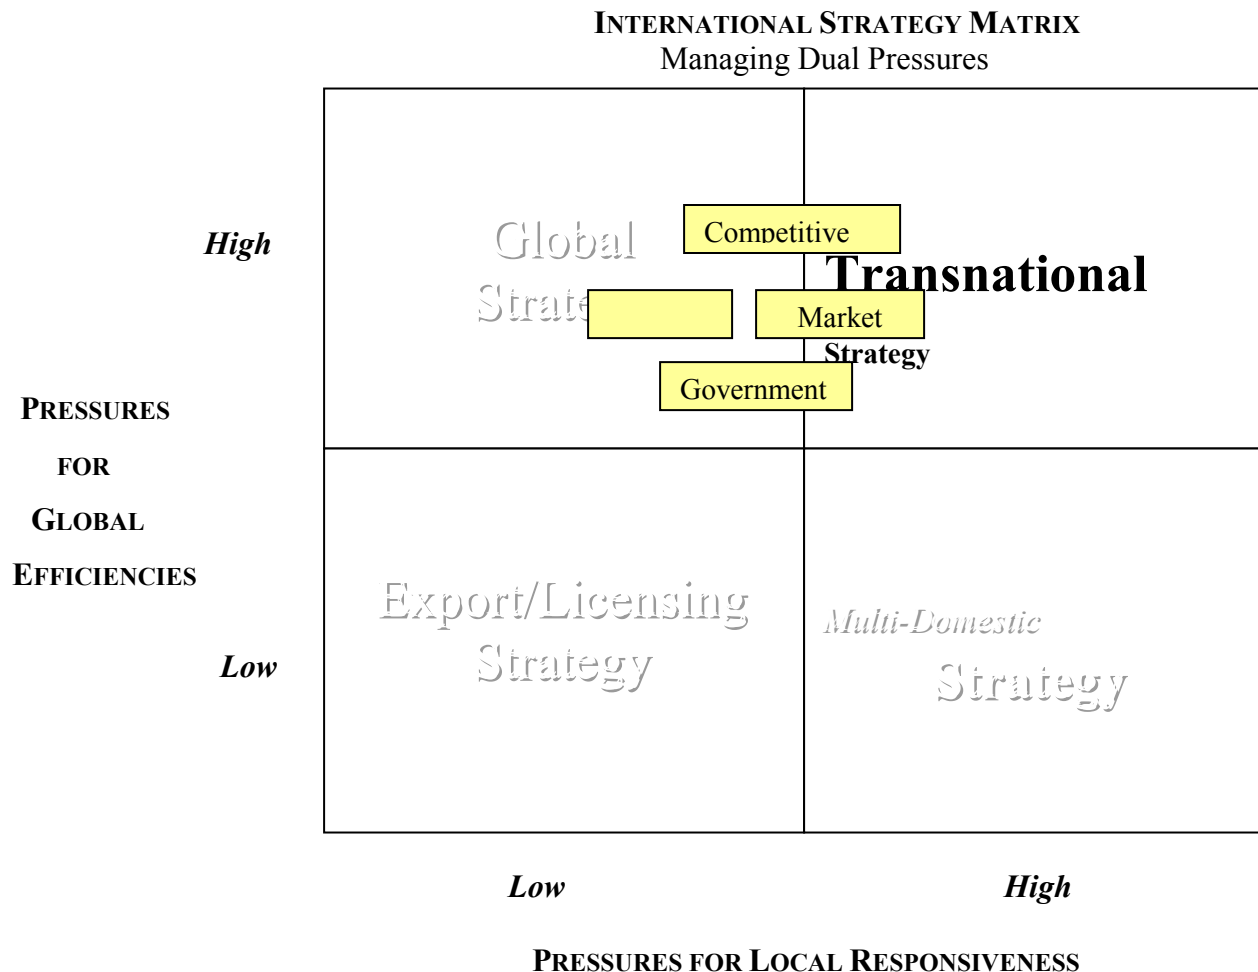 INTERNATIONAL STRATEGY MATRIX
Managing Dual Pressures
High
Global
Strate
Competitive
Transnational
Market
Strategy
Government
PRESSURES
FOR
GLOBAL
EFFICIENCIES
Low
Export/Licensing
Strategy
Multi-Domestic
Strategy
Low
High
PRESSURES FOR LOCAL RESPONSIVENESS